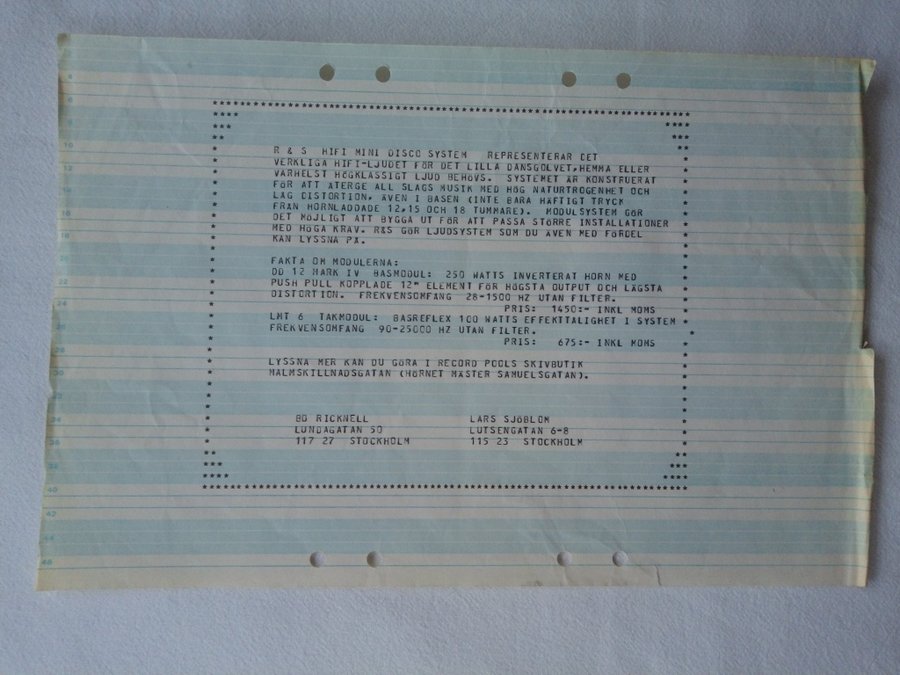 R & S HIFI MINI DISCO SYSTEM REPRESENTERAR DET
VERKLIGA HIFI-LJUDET FÖR DET LILLA DANSGOLVET,HEMMA ELLER
VARHELST HÖGKLASSIGT LJUD BEHÖVS. SYSTEMET ÄR KONSTRUERAT
FÖR ATT ÅTERGE ALL SLAGS MUSIK MED HÖG NATURTROGENHET OCH
LÅG DISTORTION, ÄVEN I BASEN (INTE BARA HÄFTIGT TRYCK
FRÅN HORNLADDADE 12,15 OCH 18 TUMMARE). MODULSYSTEM GÖR
DET MÖJLIGT ATT BYGGA UT FÖR ATT PASSA STÖRRE INSTALLATIONER
MED HÖGA KRAV. R&S GÖR LJUDSYSTEM SOM DU ÄVEN MED FÖRDEL
KAN LYSSNA PÅ.
FAKTA OM MODULERNA:
DD 12 MARK IV BASMODUL: 250 WATTS INVERTERAT HORN MED
PUSH PULL KOPPLADE 12" ELEMENT FÖR HÖGSTA OUTPUT OCH LÄGSTA
DISTORTION. FREKVENSOMFANG 28-1500 HZ UTAN FILTER.
PRIS: 1450:- INKL MOMS
LMT 6 TAKMODUL: BASREFLEX 100 WATTS EFFEKTTÅLIGHET I SYSTEM
FREKVENSOMFANG 90-25000 HZ UTAN FILTER.
PRIS: 675:- INKL MOMS
LYSSNA MER KAN DU GÖRA I RECORD POOLS SKIVBUTIK
MALMSKILLNADSGATAN (HÖRNET MÄSTER SAMUELSGATAN).
BO RICKNELL LARS SJÖBLOM
LUNDAGATAN 50 LUTSENGATAN 6-8
117 27 STOCKHOLM 115 23 STOCKHOLM